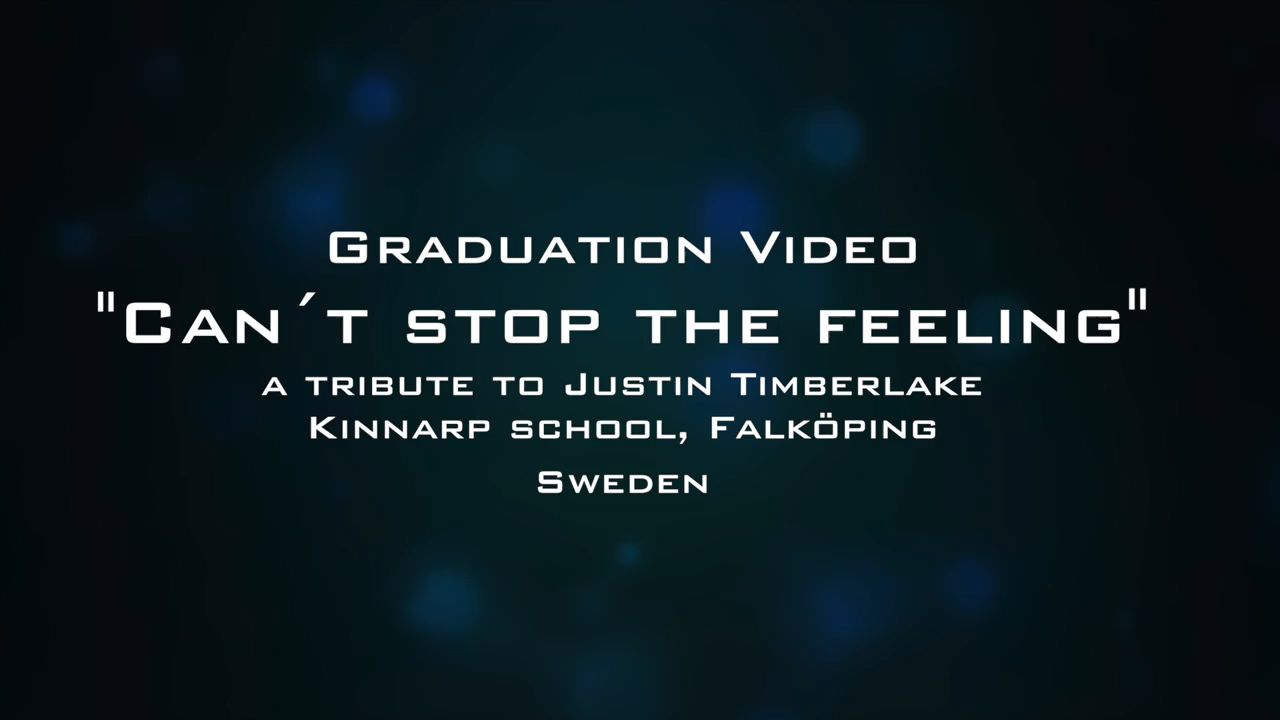 Graduation Video
"Can´t stop the feeling"
a tribute to Justin Timberlake
Kinnarp school, Falköping
Sweden